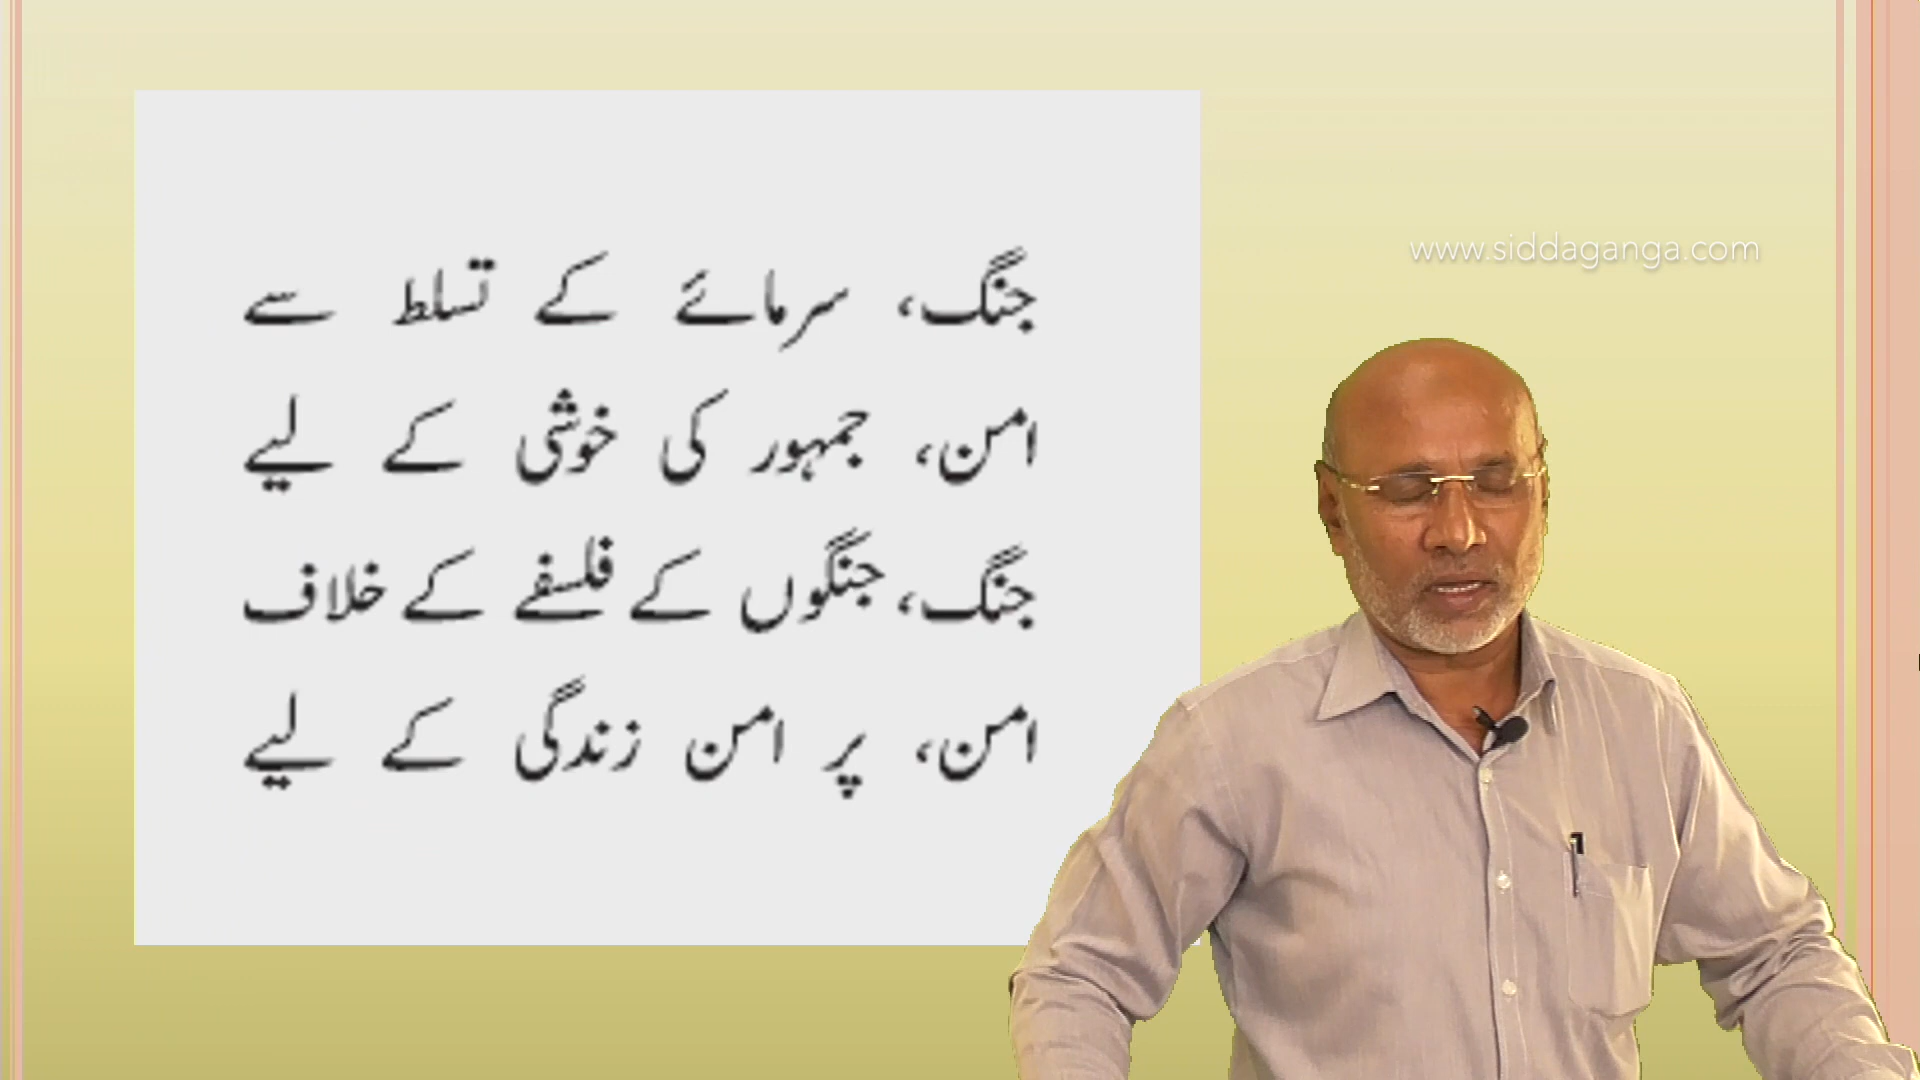 جنگ، سرمائے کے تسلط سے
امن، جمہور کی خوشی کے لیے
جنگ، جنگوں کے فلسفے کے خلاف
امن، پر امن زندگی کے لیے
www.siddaganga.com